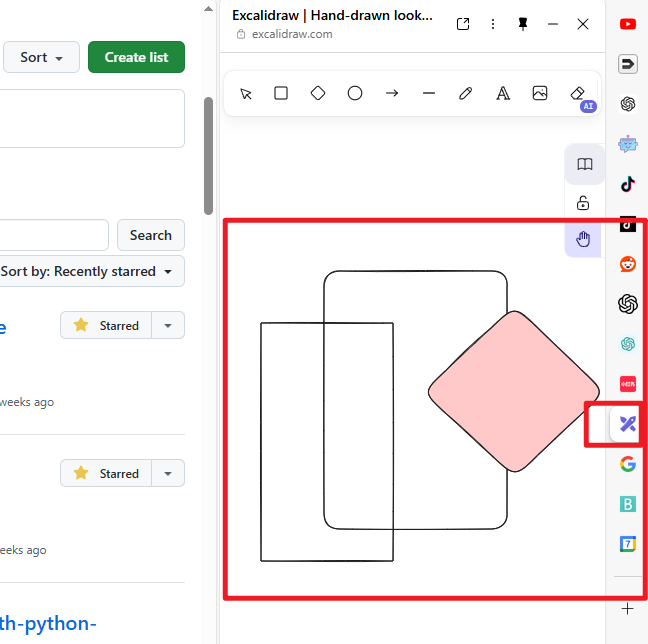 Excalidraw | Hand-drawn look...
excalidraw.com
Sort
Create list
AI
Search
Sort by: Recently starred
e
Starred
weeks ago
Starred
eeks ago
th-python-
B
7